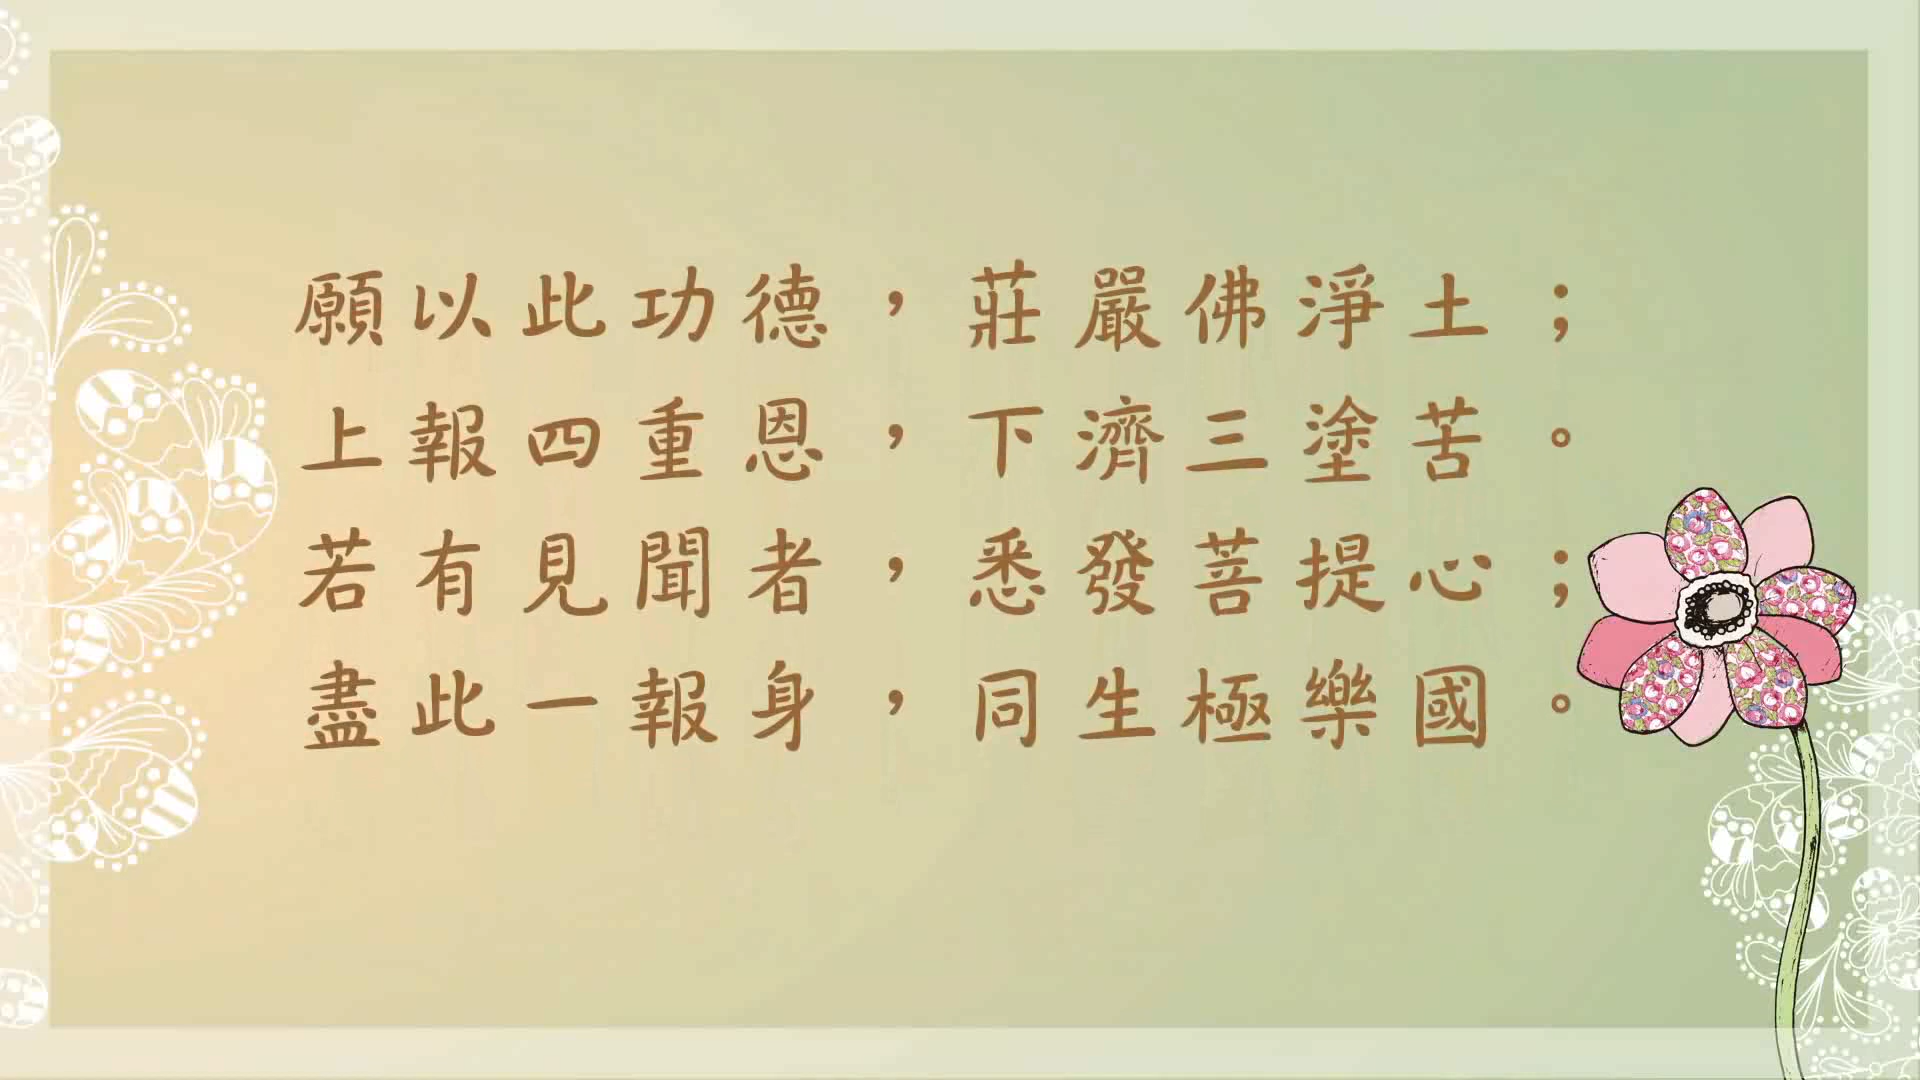 願以此功德，莊嚴佛淨土；
上報四重恩，下濟三塗苦。
若有見聞者，悉發菩提心；
盡此一報身，同生極樂國。